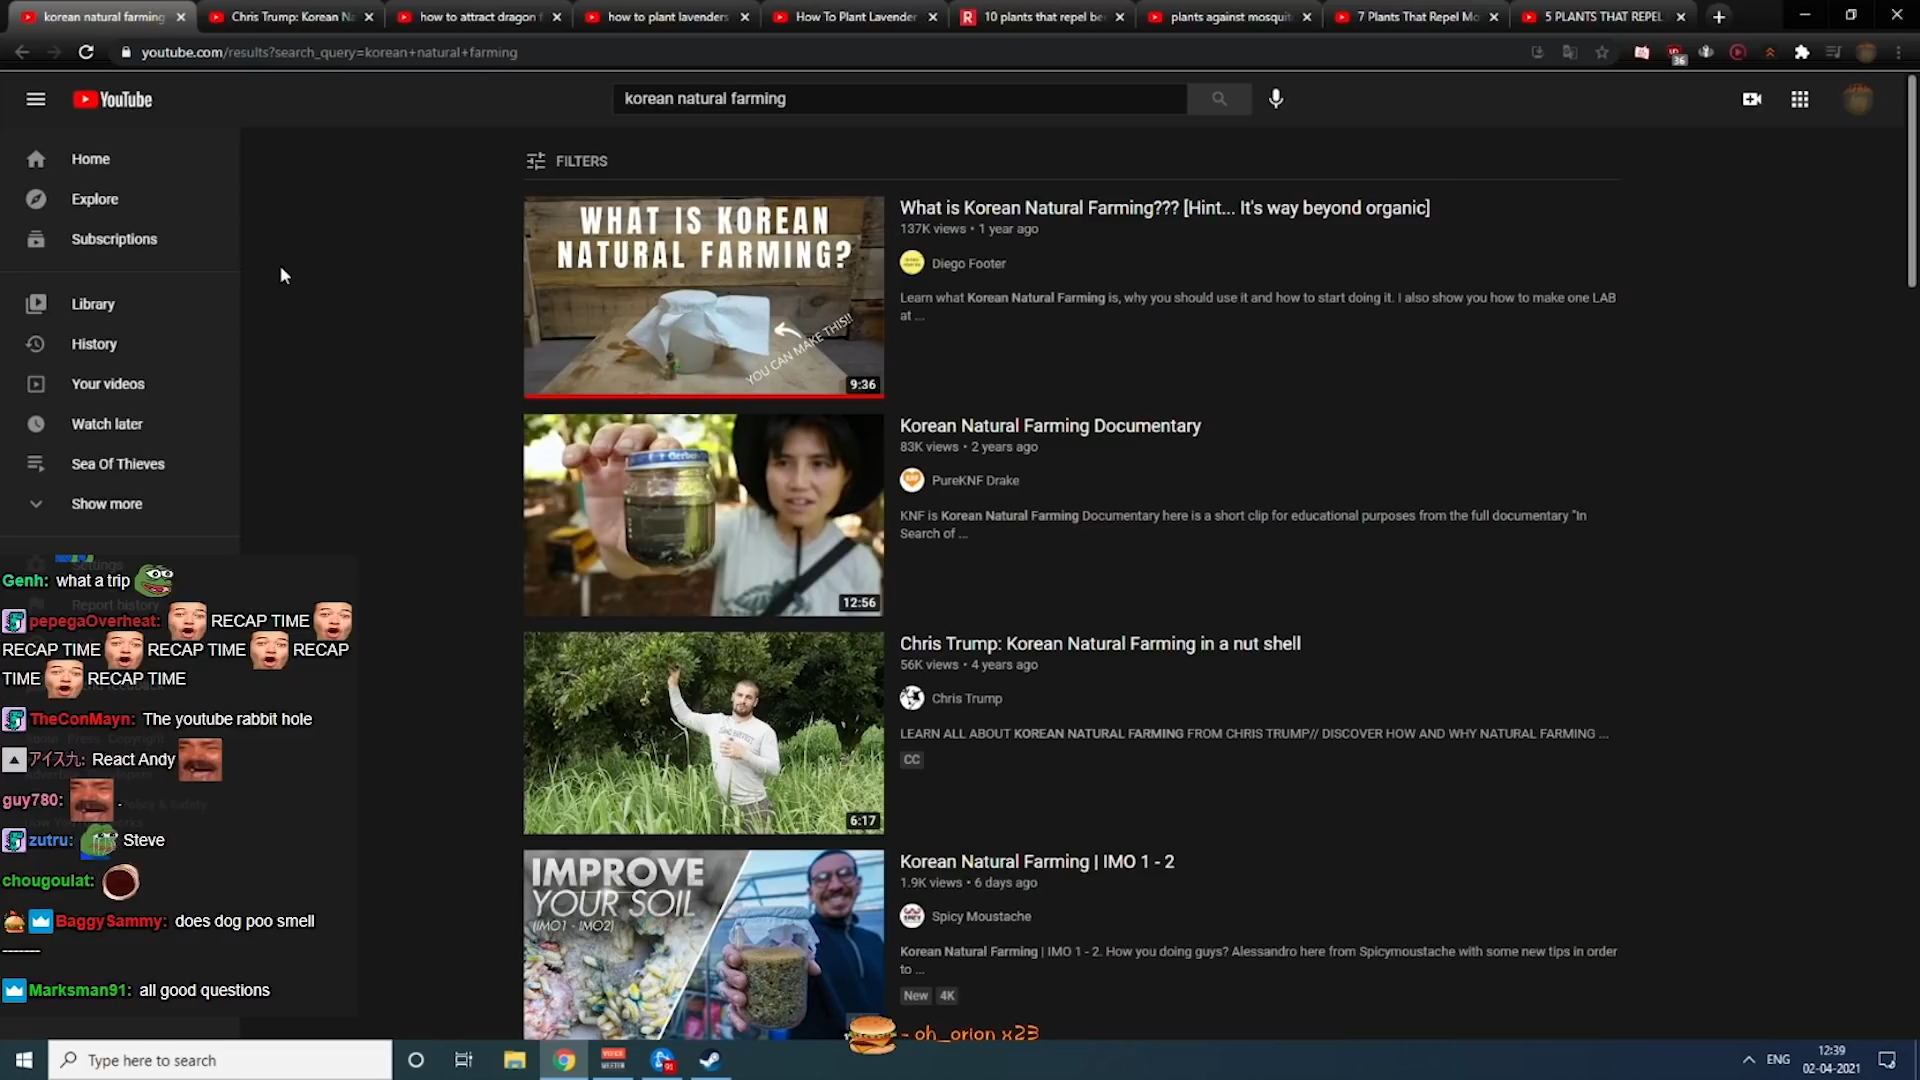 korean natural farming
Chris Trump: Korean Na
how to attract dragon f
how to plant lavenders
How To Plant Lavender
10 plants that repel be
plants against mosquit
7 Plants That Repel Mo
5 PLANTS THAT REPEL
youtube.com/results?search_query=korean+natural+farming
36
YouTube
korean natural farming
Home
Explore
Subscriptions
Library
History
Your videos
Watch later
Sea Of Thieves
Show more
Settings
Report history
FILTERS
WHAT IS KOREAN
NATURAL FARMING?
YOU CAN MAKE THIS!!
9:36
What is Korean Natural Farming??? [Hint... It's way beyond organic]
137K views • 1 year ago
Diego Footer
Learn what Korean Natural Farming is, why you should use it and how to start doing it. I also show you how to make one LAB
at ...
12:56
Korean Natural Farming Documentary
83K views • 2 years ago
PureKNF Drake
KNF is Korean Natural Farming Documentary here is a short clip for educational purposes from the full documentary "In
Search of ...
6:17
Chris Trump: Korean Natural Farming in a nut shell
56K views • 4 years ago
Chris Trump
LEARN ALL ABOUT KOREAN NATURAL FARMING FROM CHRIS TRUMP// DISCOVER HOW AND WHY NATURAL FARMING ...
CC
IMPROVE
YOUR SOIL
(IMO1 - IMO2)
Korean Natural Farming | IMO 1 - 2
1.9K views • 6 days ago
Spicy Moustache
Korean Natural Farming | IMO 1 - 2. How you doing guys? Alessandro here from Spicymoustache with some new tips in order
to ...
New 4K
Genh: what a trip
pepegaOverheat: RECAP TIME
RECAP TIME RECAP TIME RECAP
TIME RECAP TIME
TheConMayn: The youtube rabbit hole
アイス九: React Andy
guy780: .
zutru: Steve
chougoulat:
BaggySammy: does dog poo smell
-------
Marksman91: all good questions
- oh_orion x23
Type here to search
91
ENG
12:39
02-04-2021